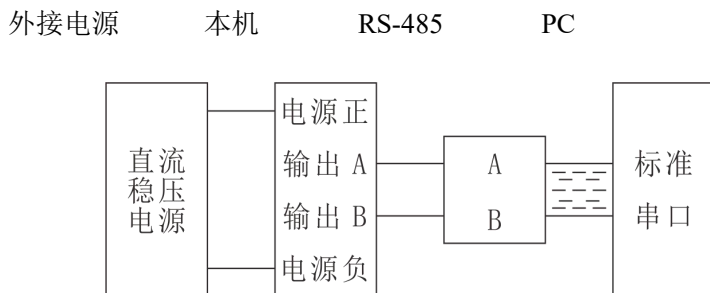 外接电源 本机 RS-485 PC
直流
稳压
电源
电源正
输出 A
输出 B
电源负
A
B
标准
串口